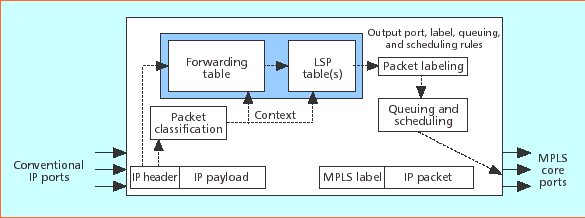 Output port, label, queuing,
and scheduling rules
Forwarding
table
LSP
table(s)
Packet labeling
Packet
classification
Context
Queuing and
scheduling
Conventional
IP ports
IP header
IP payload
MPLS label
IP packet
MPLS
core
ports